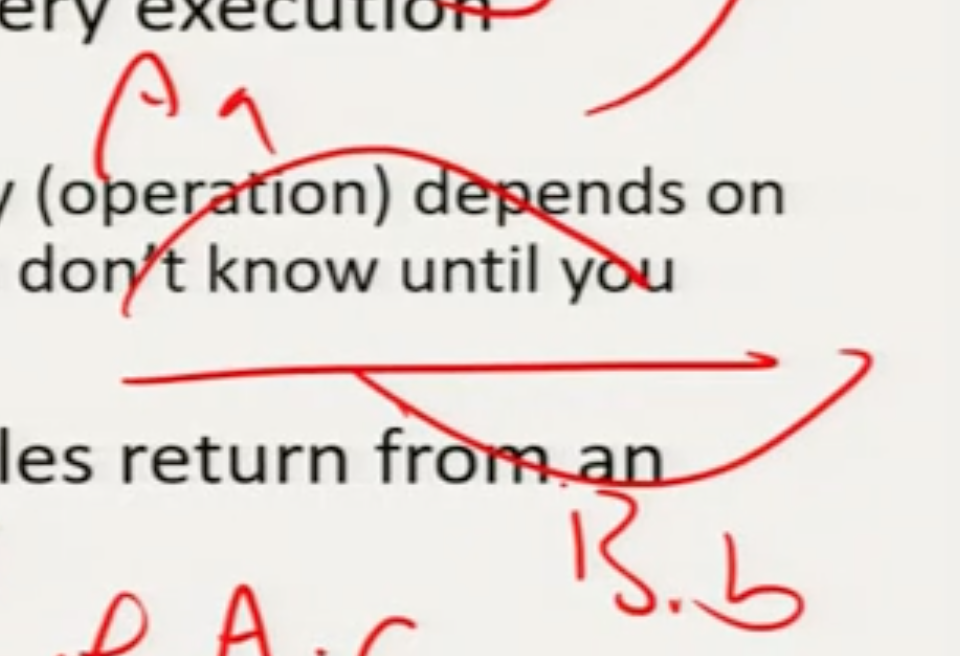 ery execution
A a
y (operation) depends on
don't know until you
les return from an
B.b
A.c